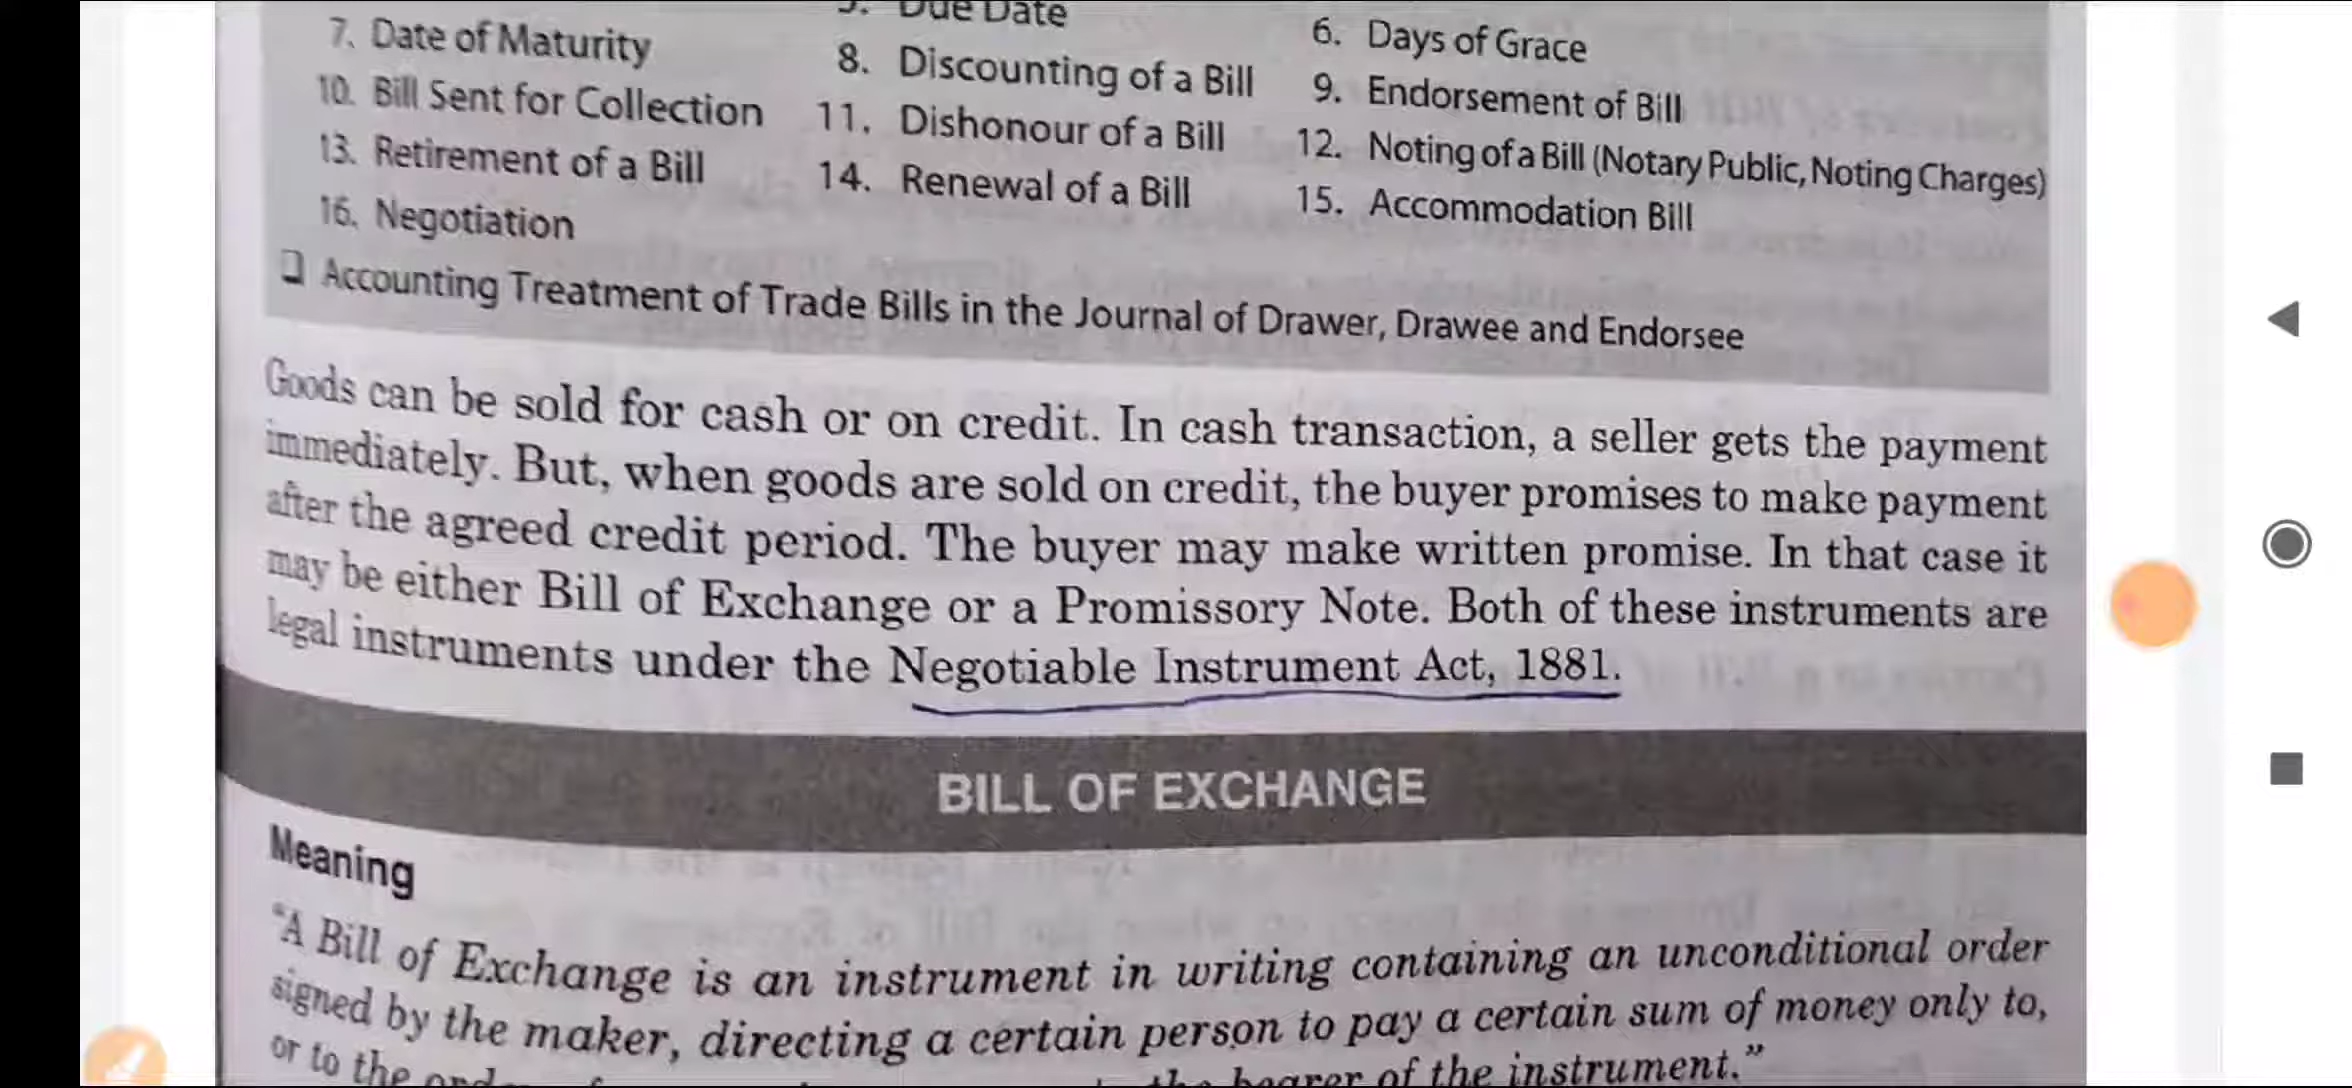 5. Due Date
6. Days of Grace
7. Date of Maturity
8. Discounting of a Bill
9. Endorsement of Bill
10. Bill Sent for Collection
11. Dishonour of a Bill
12. Noting of a Bill (Notary Public, Noting Charges)
13. Retirement of a Bill
14. Renewal of a Bill
15. Accommodation Bill
16. Negotiation
❑ Accounting Treatment of Trade Bills in the Journal of Drawer, Drawee and Endorsee
Goods can be sold for cash or on credit. In cash transaction, a seller gets the payment
immediately. But, when goods are sold on credit, the buyer promises to make payment
after the agreed credit period. The buyer may make written promise. In that case it
may be either Bill of Exchange or a Promissory Note. Both of these instruments are
legal instruments under the Negotiable Instrument Act, 1881.
BILL OF EXCHANGE
Meaning
"A Bill of Exchange is an instrument in writing containing an unconditional order
signed by the maker, directing a certain person to pay a certain sum of money only to,
or to the the bearer of the instrument."